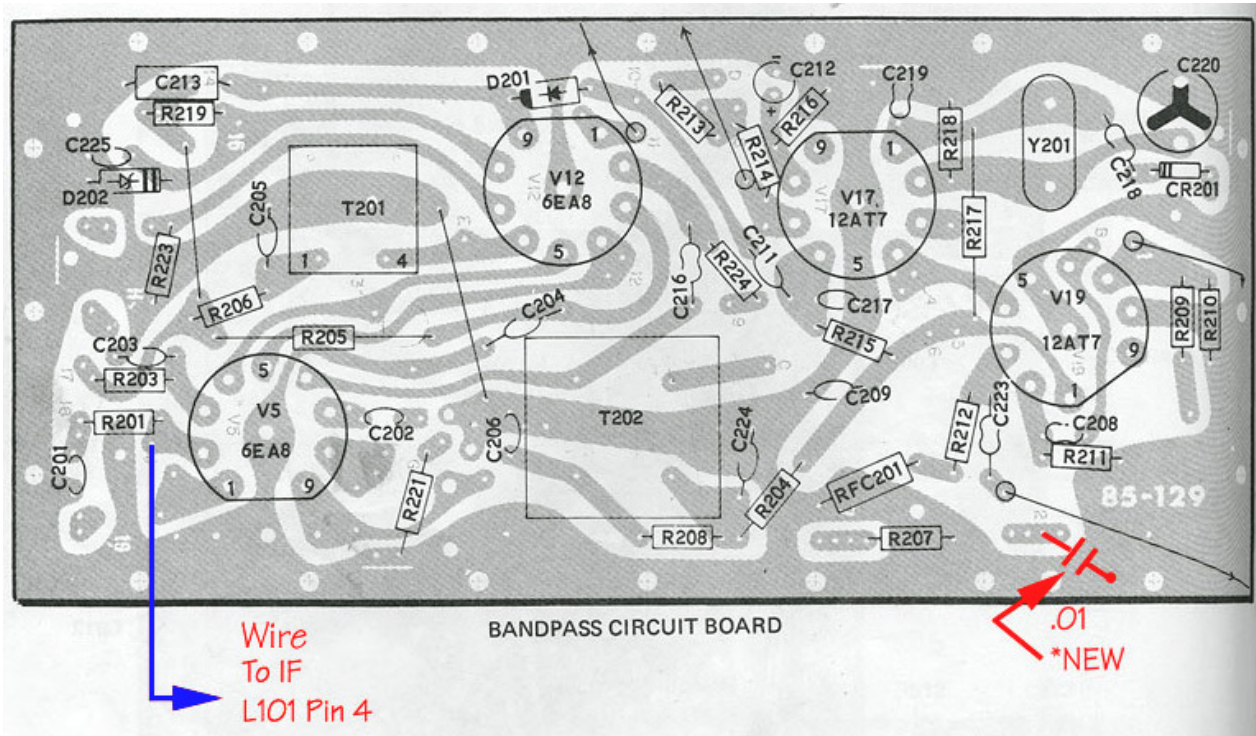 C213
R219
C225
D202
R223
C205
T201
1
4
R206
D201
9
1
V12
6EA8
5
C204
R205
C203
R203
R201
C201
5
V5
6EA8
1
9
C202
R221
C206
T202
C216
R224
C211
R213
R214
R216
C212
-
+
C219
9
1
V17
12AT7
5
C217
R215
C209
C224
R204
R208
RFC201
R207
R218
R217
Y201
C218
C220
CR201
5
V19
12AT7
9
1
R209
R210
R212
C223
C208
R211
85-129
BANDPASS CIRCUIT BOARD
Wire
To IF
L101 Pin 4
.01
*NEW